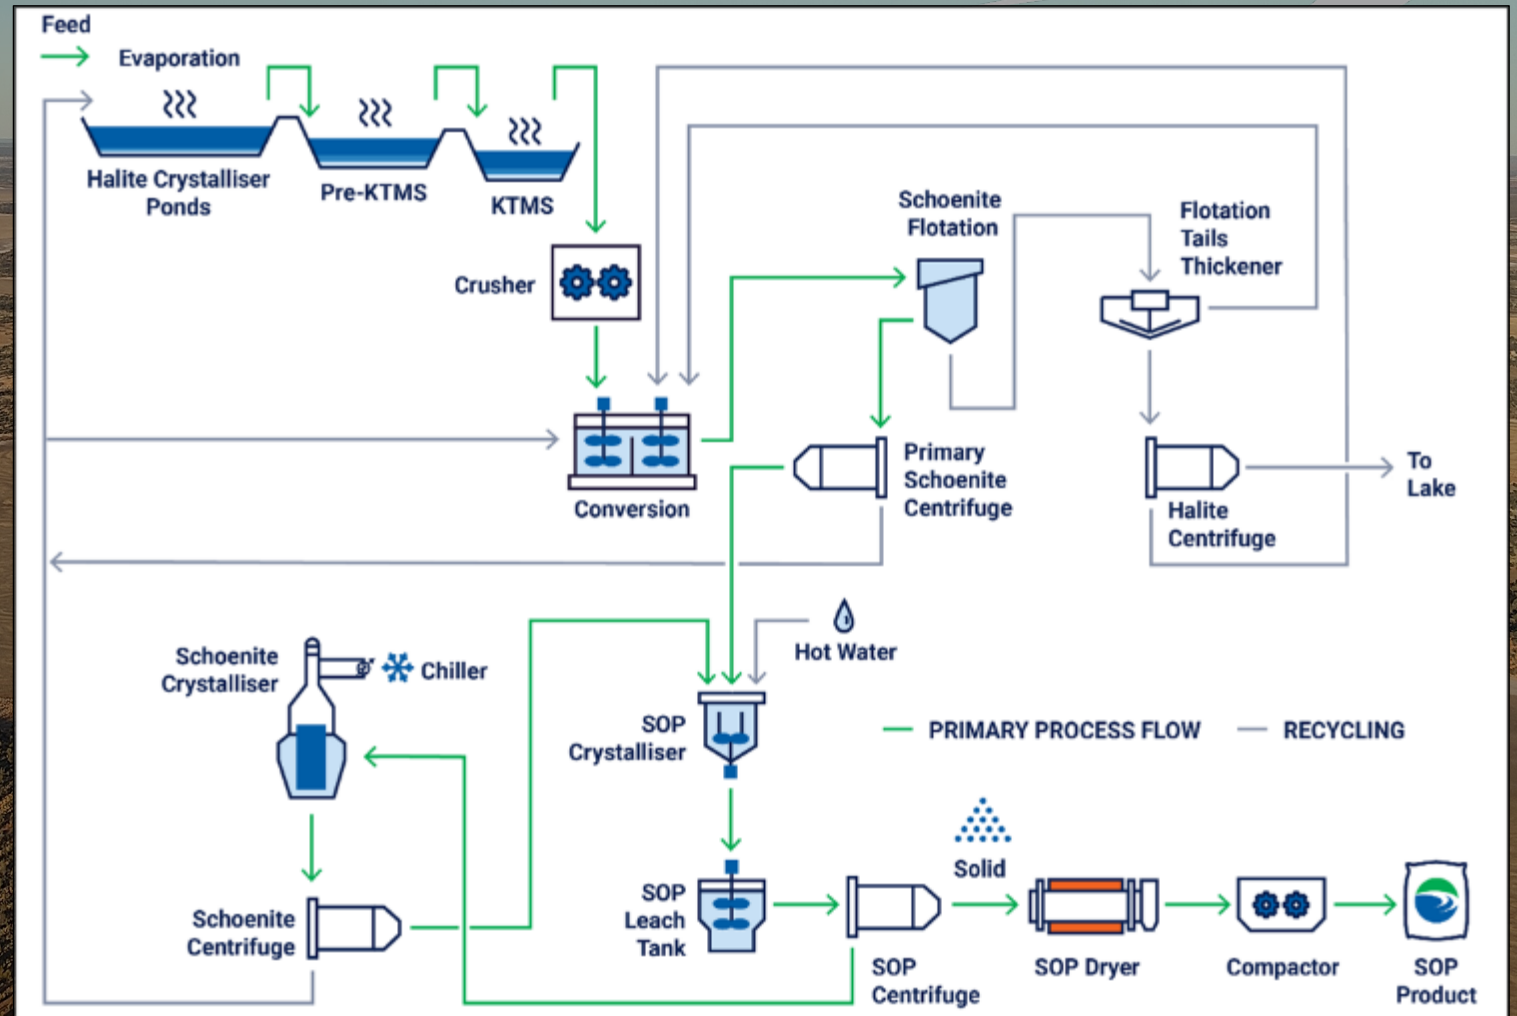 Feed
Evaporation
Halite Crystalliser
Ponds
Pre-KTMS
KTMS
Crusher
Schoenite
Flotation
Flotation
Tails
Thickener
Conversion
Primary
Schoenite
Centrifuge
Halite
Centrifuge
To
Lake
Hot Water
Schoenite
Crystalliser
Chiller
SOP
Crystalliser
PRIMARY PROCESS FLOW
RECYCLING
Solid
SOP
Leach
Tank
Schoenite
Centrifuge
SOP
Centrifuge
SOP Dryer
Compactor
SOP
Product